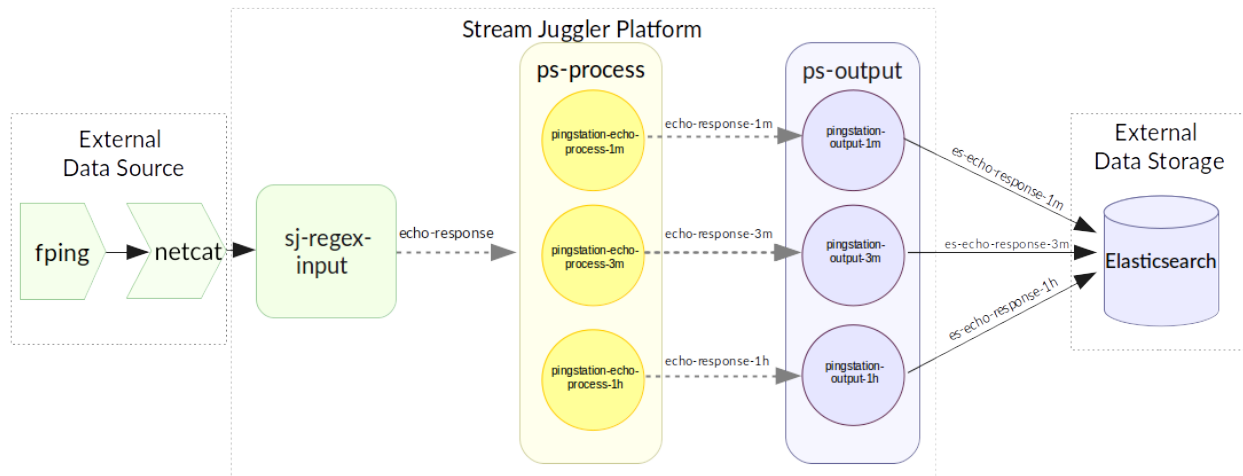 Stream Juggler Platform
External
Data Source
fping
netcat
sj-regex-
input
echo-response
ps-process
pingstation-echo-
process-1m
pingstation-echo-
process-3m
pingstation-echo-
process-1h
echo-response-1m
echo-response-3m
echo-response-1h
ps-output
pingstation-
output-1m
pingstation-
output-3m
pingstation-
output-1h
es-echo-response-1m
es-echo-response-3m
es-echo-response-1h
External
Data Storage
Elasticsearch